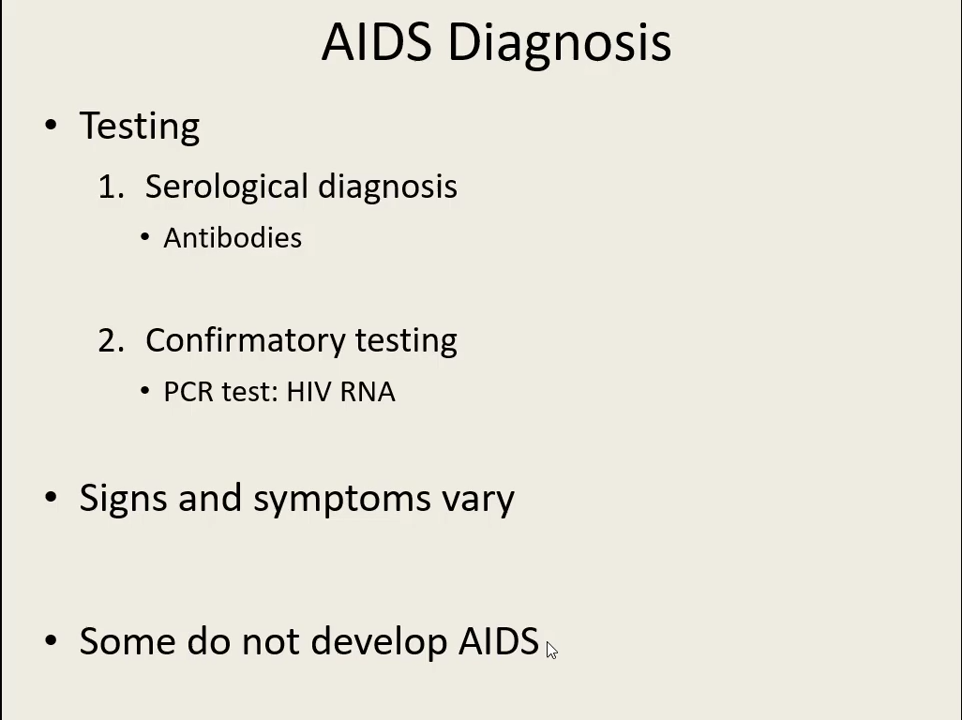 AIDS Diagnosis
• Testing
1. Serological diagnosis
• Antibodies
2. Confirmatory testing
• PCR test: HIV RNA
• Signs and symptoms vary
• Some do not develop AIDS